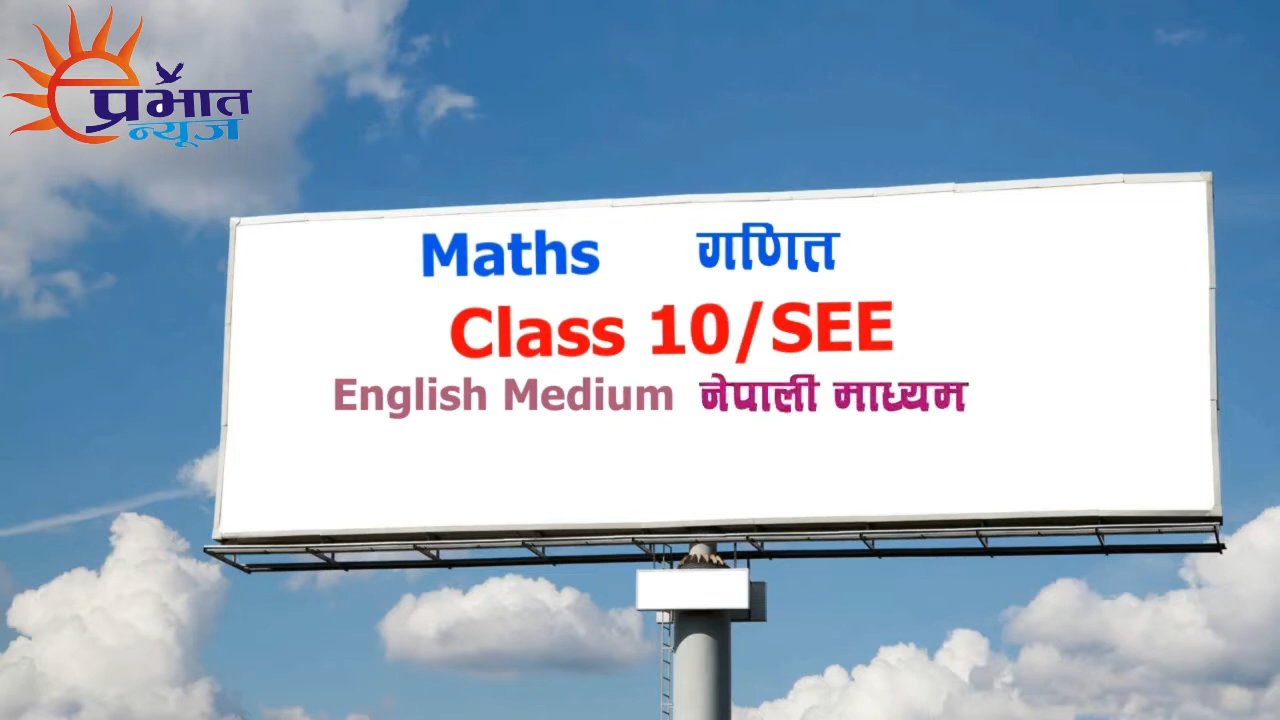 प्रभात
न्यूज
Maths गणित
Class 10/SEE
English Medium नेपाली माध्यम